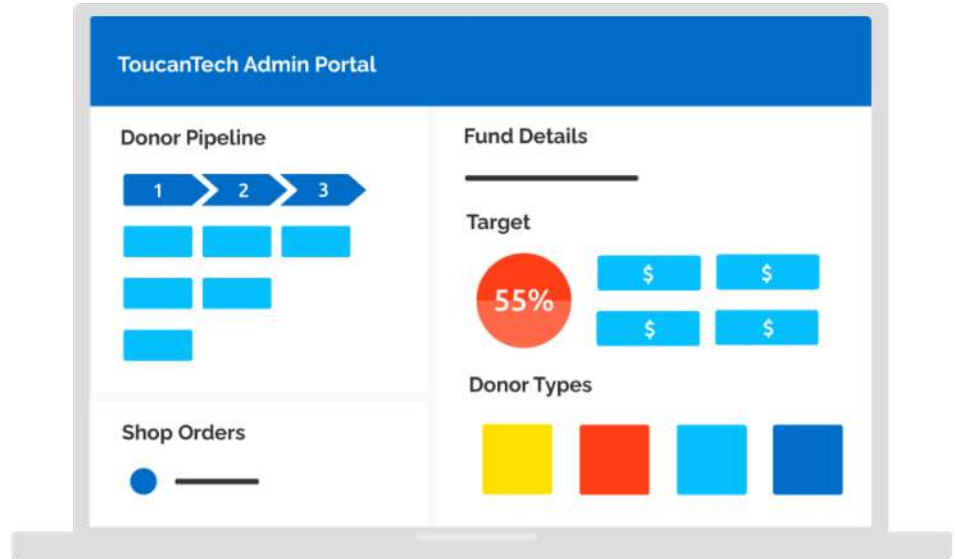 ToucanTech Admin Portal
Donor Pipeline
1 2 3
Shop Orders
Fund Details
Target
55%
$ $
$ $
Donor Types